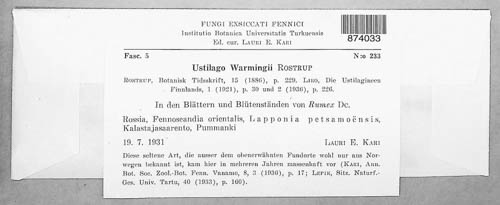 FUNGI EXSICCATI FENNICI
Instituti Botanica Universitatis Turkuensis
Ed. cur. LAURI E. KARI
874033
Fasc. 5 N:o 233
Ustilago Warmingii ROSTRUP
ROSTRUP, Botanisk Tidsskrift, 15 (1886), p. 229. LIRO, Die Ustilagineen
Finnlands, 1 (1921), p. 30 und 2 (1936), p. 226.
In den Blättern und Blütenständen von Rumex Dc.
Rossia, Fennoscandia orientalis, Lapponia petsamoënsis,
Kalastajasaarento, Pummanki
19. 7. 1931 LAURI E. KARI
Diese seltene Art, die ausser dem obenerwähnten Fundorte wohl nur aus Nor-
wegen bekannt ist, kam hier in mehreren Jahren massenhaft vor (KARI, Ann.
Bot. Soc. Zool.-Bot. Fenn. Vanamo, 8, 3 (1936), p. 17; LEPIK, Sitz. Naturf.-
Ges. Univ. Tartu, 40 (1933), p. 160).